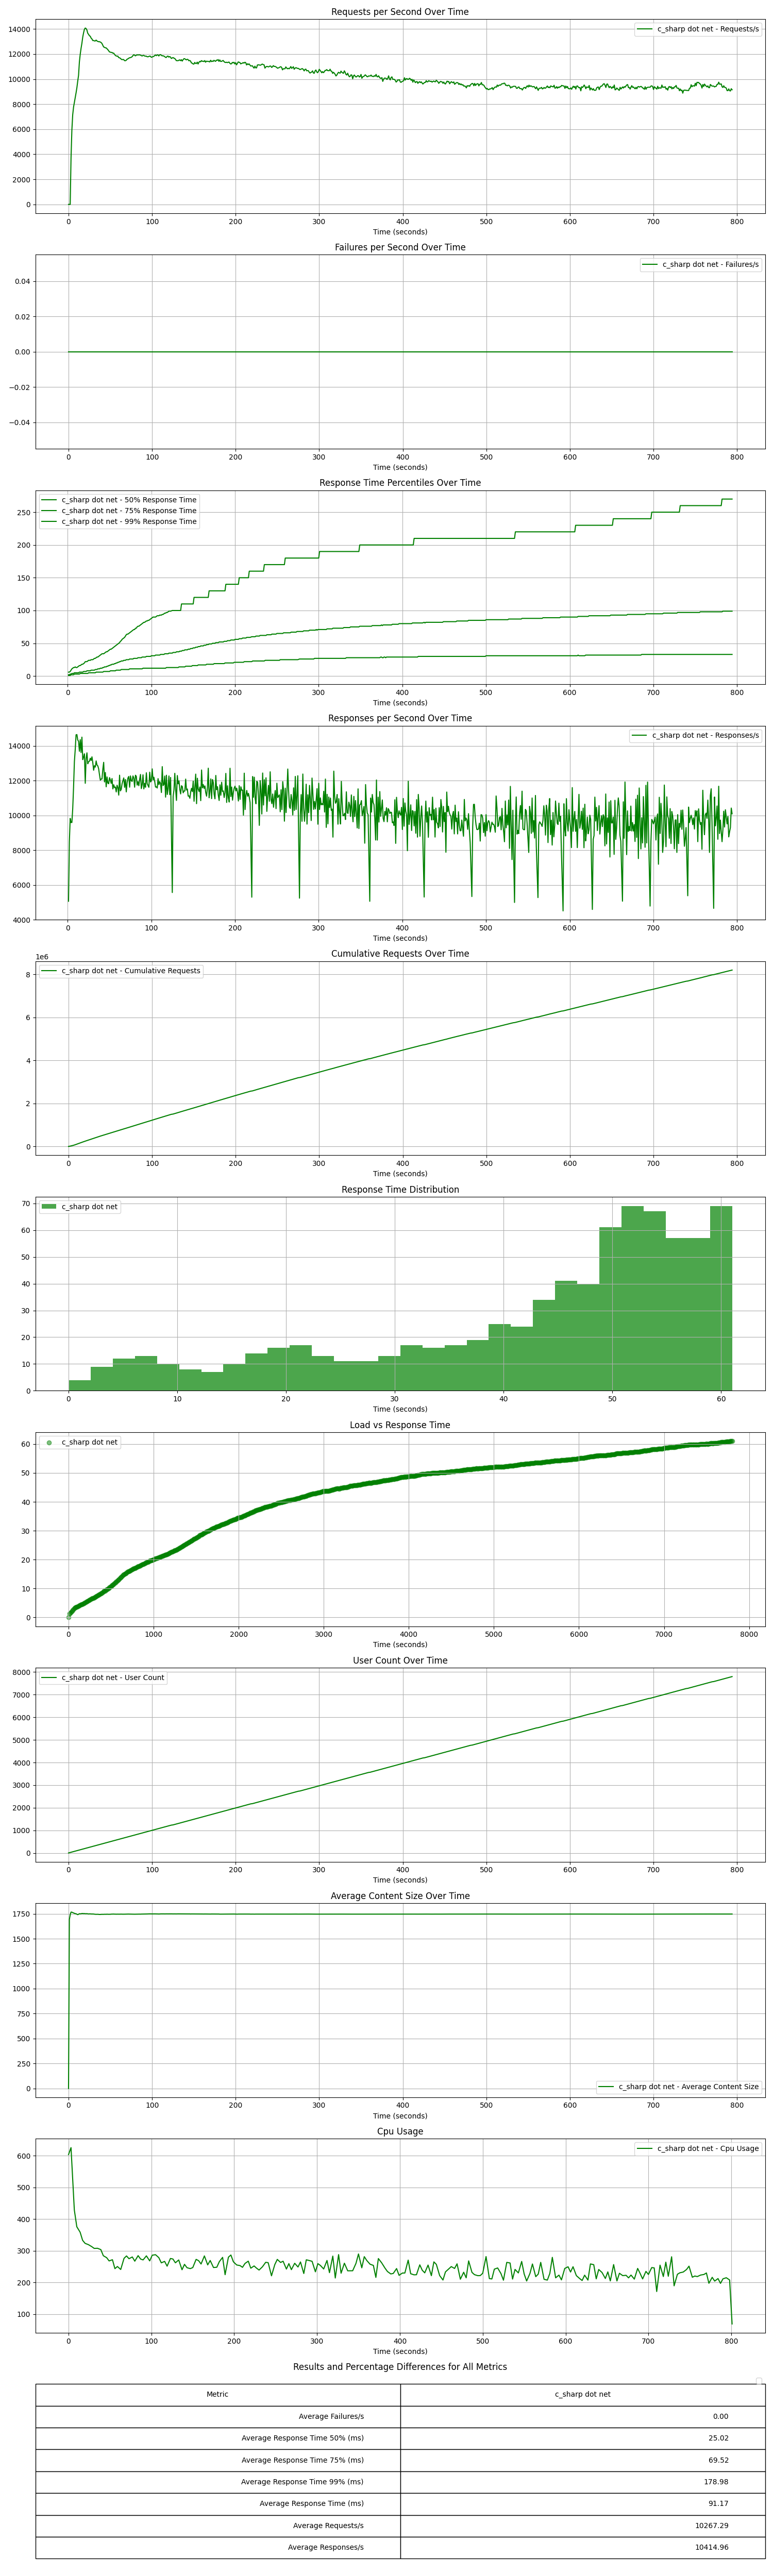 Requests per Second Over Time
c_sharp dot net - Requests/s
14000
12000
10000
8000
6000
4000
2000
0
0 100 200 300 400 500 600 700 800
Time (seconds)
Failures per Second Over Time
c_sharp dot net - Failures/s
0.04
0.02
0.00
−0.02
−0.04
0 100 200 300 400 500 600 700 800
Time (seconds)
Response Time Percentiles Over Time
c_sharp dot net - 50% Response Time
c_sharp dot net - 75% Response Time
c_sharp dot net - 99% Response Time
250
200
150
100
50
0
0 100 200 300 400 500 600 700 800
Time (seconds)
Responses per Second Over Time
c_sharp dot net - Responses/s
14000
12000
10000
8000
6000
4000
0 100 200 300 400 500 600 700 800
Time (seconds)
Cumulative Requests Over Time
1e6
c_sharp dot net - Cumulative Requests
8
6
4
2
0
0 100 200 300 400 500 600 700 800
Time (seconds)
Response Time Distribution
c_sharp dot net
70
60
50
40
30
20
10
0
0 10 20 30 40 50 60
Time (seconds)
Load vs Response Time
c_sharp dot net
60
50
40
30
20
10
0
0 1000 2000 3000 4000 5000 6000 7000 8000
Time (seconds)
User Count Over Time
c_sharp dot net - User Count
8000
7000
6000
5000
4000
3000
2000
1000
0
0 100 200 300 400 500 600 700 800
Time (seconds)
Average Content Size Over Time
1750
1500
1250
1000
750
500
250
0
c_sharp dot net - Average Content Size
0 100 200 300 400 500 600 700 800
Time (seconds)
Cpu Usage
c_sharp dot net - Cpu Usage
600
500
400
300
200
100
0 100 200 300 400 500 600 700 800
Time (seconds)
Results and Percentage Differences for All Metrics
Metric c_sharp dot net
Average Failures/s 0.00
Average Response Time 50% (ms) 25.02
Average Response Time 75% (ms) 69.52
Average Response Time 99% (ms) 178.98
Average Response Time (ms) 91.17
Average Requests/s 10267.29
Average Responses/s 10414.96